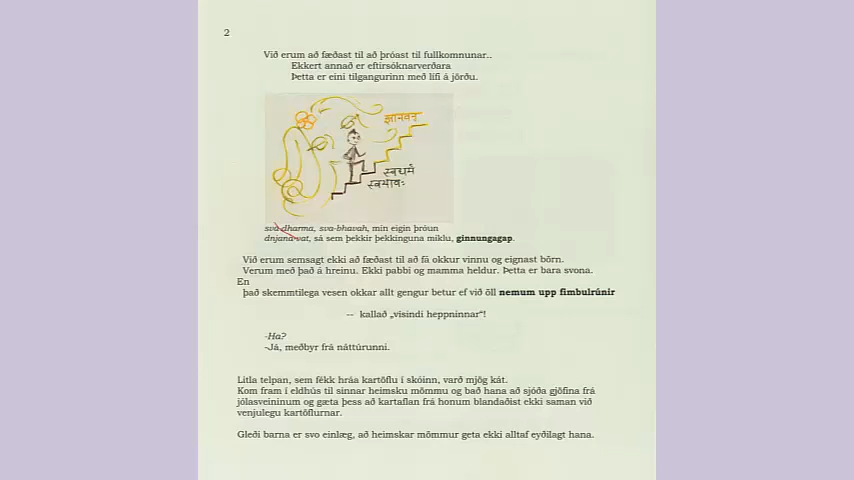 2
Við erum að fæðast til að þróast til fullkomnunar..
Ekkert annað er eftirsóknarverðara
Þetta er eini tilgangurinn með lífi á jörðu.
ज्ञानवन्
स्वधर्म
स्वभावः
sva-dharma, sva-bhavah, mín eigin þróun
dnjana-vat, sá sem þekkir þekkinguna miklu, ginnungagap.
Við erum semsagt ekki að fæðast til að fá okkur vinnu og eignast börn.
Verum með það á hreinu. Ekki pabbi og mamma heldur. Þetta er bara svona.
En
það skemmtilega vesen okkar allt gengur betur ef við öll nemum upp fimbulrúnir
-- kallað „vísindi heppninnar“!
-Ha?
-Já, meðbyr frá náttúrunni.
Litla telpan, sem fékk hráa kartöflu í skóinn, varð mjög kát.
Kom fram í eldhús til sinnar heimsku mömmu og bað hana að sjóða gjöfina frá
jólasveininum og gæta þess að kartaflan frá honum blandaðist ekki saman við
venjulegu kartöflurnar.
Gleði barna er svo einlæg, að heimskar mömmur geta ekki alltaf eyðilagt hana.